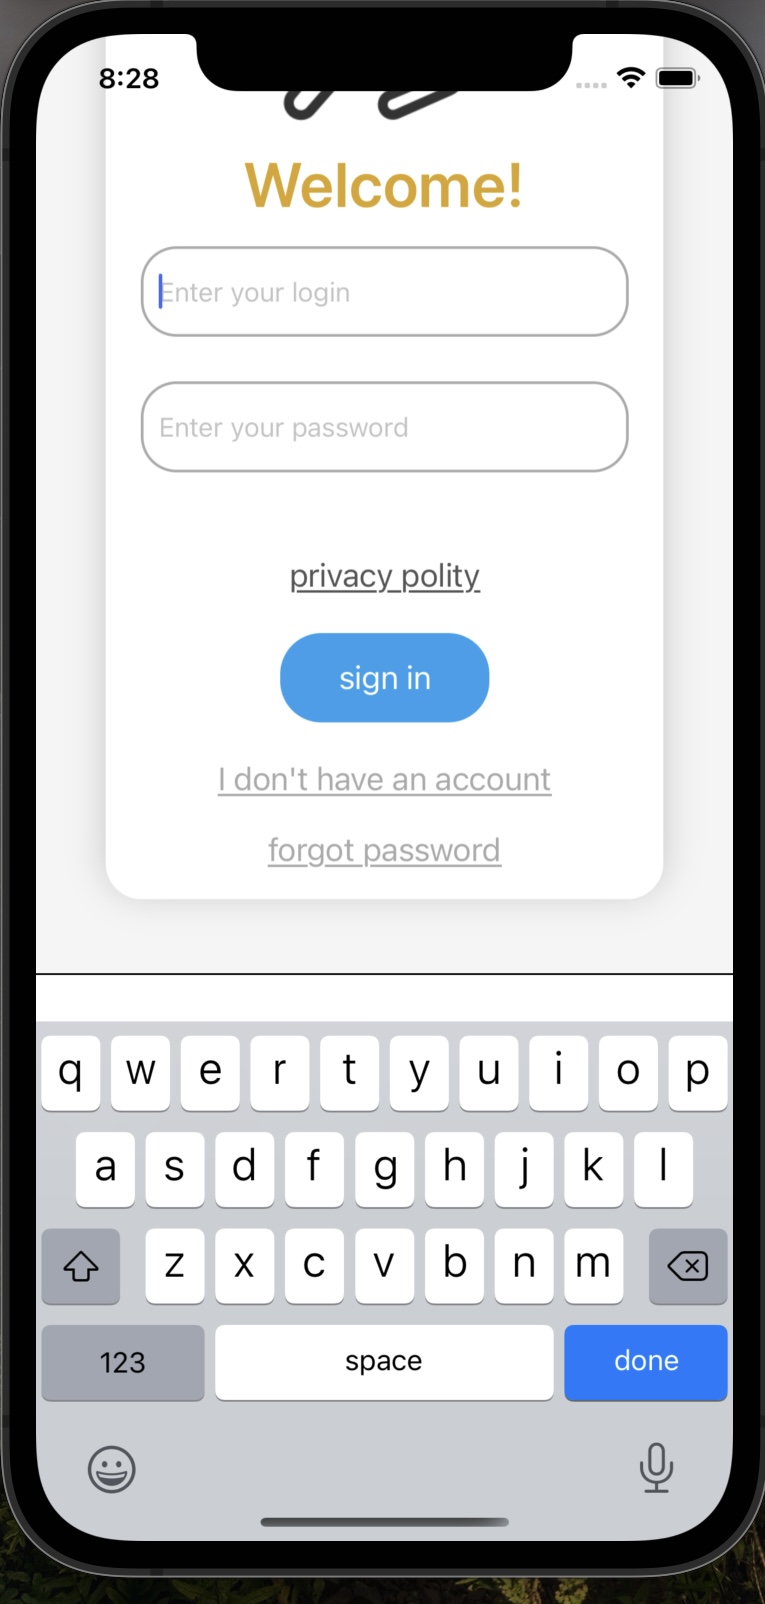 8:28
Welcome!
Enter your login
Enter your password
privacy polity
sign in
I don't have an account
forgot password
q w e r t y u i o p
a s d f g h j k l
z x c v b n m
123 space done